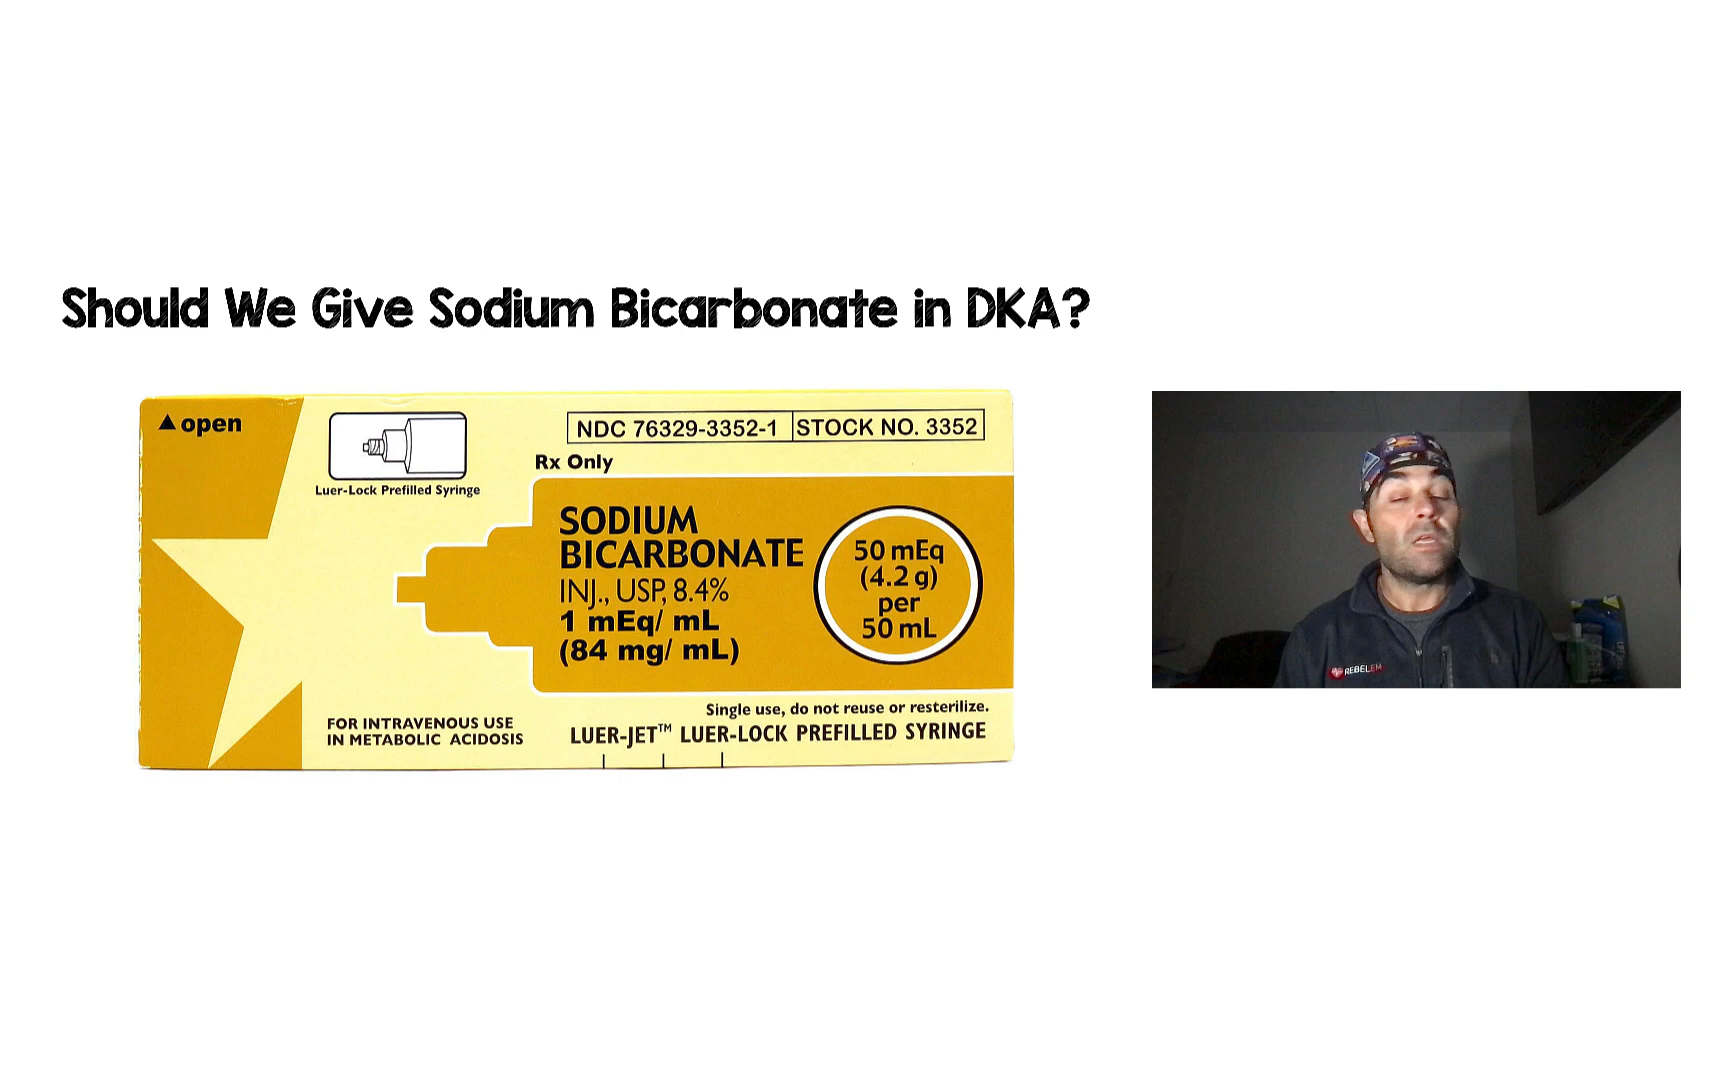 Should We Give Sodium Bicarbonate in DKA?
▲ open
NDC 76329-3352-1 STOCK NO. 3352
Rx Only
Luer-Lock Prefilled Syringe
SODIUM
BICARBONATE
INJ., USP, 8.4%
1 mEq/ mL
(84 mg/ mL)
50 mEq
(4.2 g)
per
50 mL
Single use, do not reuse or resterilize.
FOR INTRAVENOUS USE
IN METABOLIC ACIDOSIS
LUER-JET™ LUER-LOCK PREFILLED SYRINGE
REBELEM